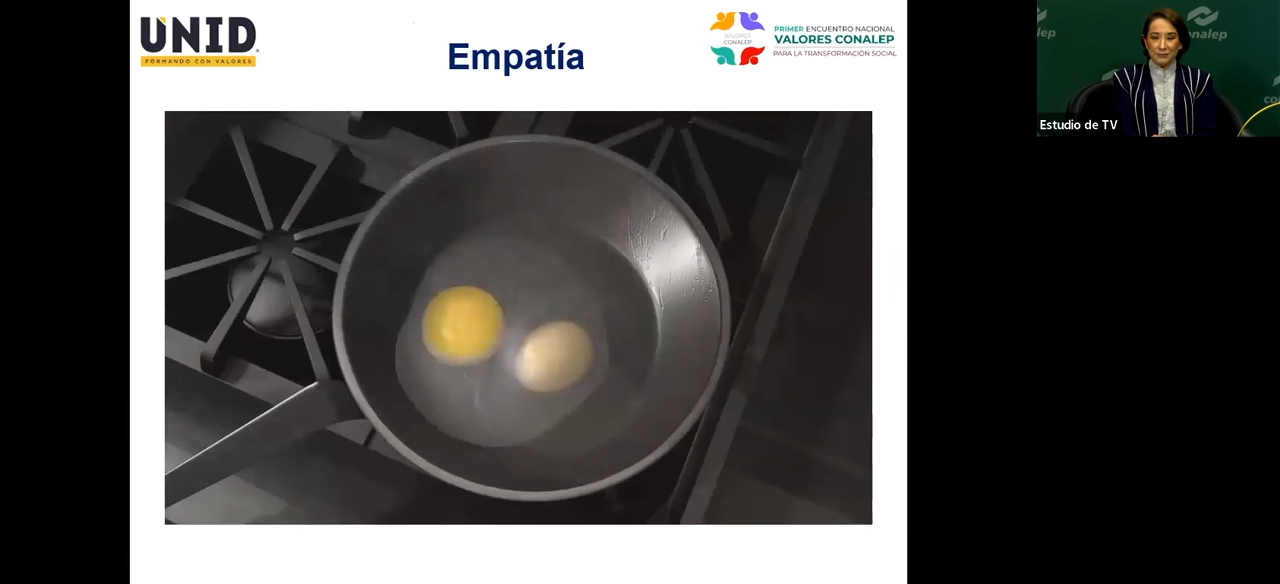 UNID
FORMANDO CON VALORES
Empatía
VALORES
CONALEP
PRIMER ENCUENTRO NACIONAL
VALORES CONALEP
PARA LA TRANSFORMACIÓN SOCIAL
Conalep
Estudio de TV